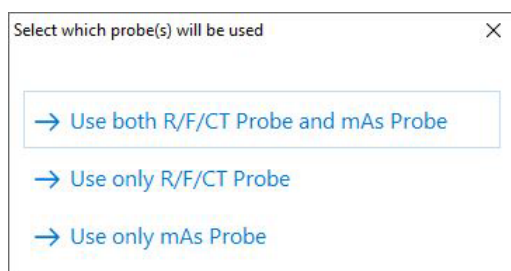 Select which probe(s) will be used
Use both R/F/CT Probe and mAs Probe
Use only R/F/CT Probe
Use only mAs Probe